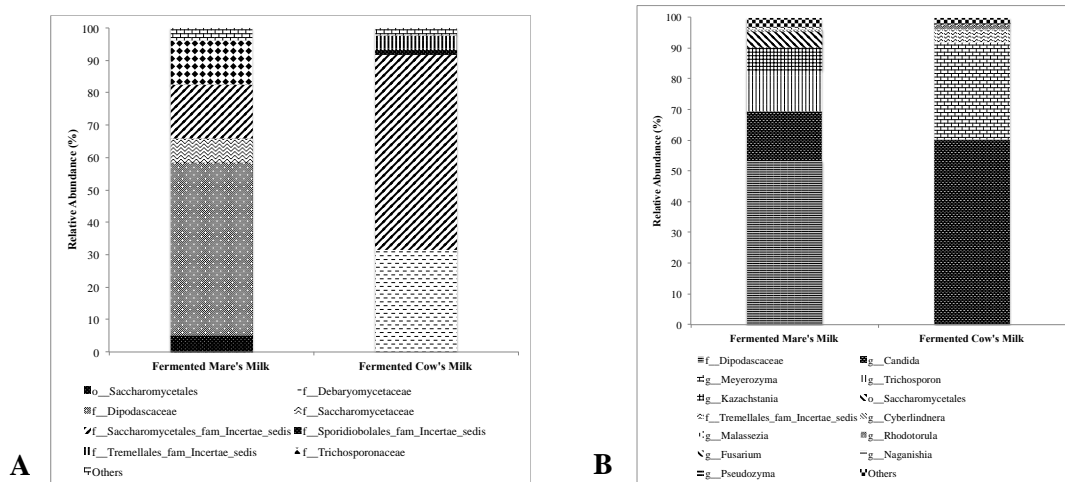 100
90
80
70
60
50
40
30
20
10
0
Relative Abundance (%)
Fermented Mare's Milk Fermented Cow's Milk
o__Saccharomycetales f__Debaryomycetaceae
f__Dipodascaceae f__Saccharomycetaceae
f__Saccharomycetales_fam_Incertae_sedis f__Sporidiobolales_fam_Incertae_sedis
f__Tremellales_fam_Incertae_sedis f__Trichosporonaceae
Others
A
100
90
80
70
60
50
40
30
20
10
0
Relative Abundance (%)
Fermented Mare's Milk Fermented Cow's Milk
f__Dipodascaceae g__Candida
g__Meyerozyma g__Trichosporon
g__Kazachstania o__Saccharomycetales
f__Tremellales_fam_Incertae_sedis g__Cyberlindnera
g__Malassezia g__Rhodotorula
g__Fusarium g__Naganishia
g__Pseudozyma Others
B